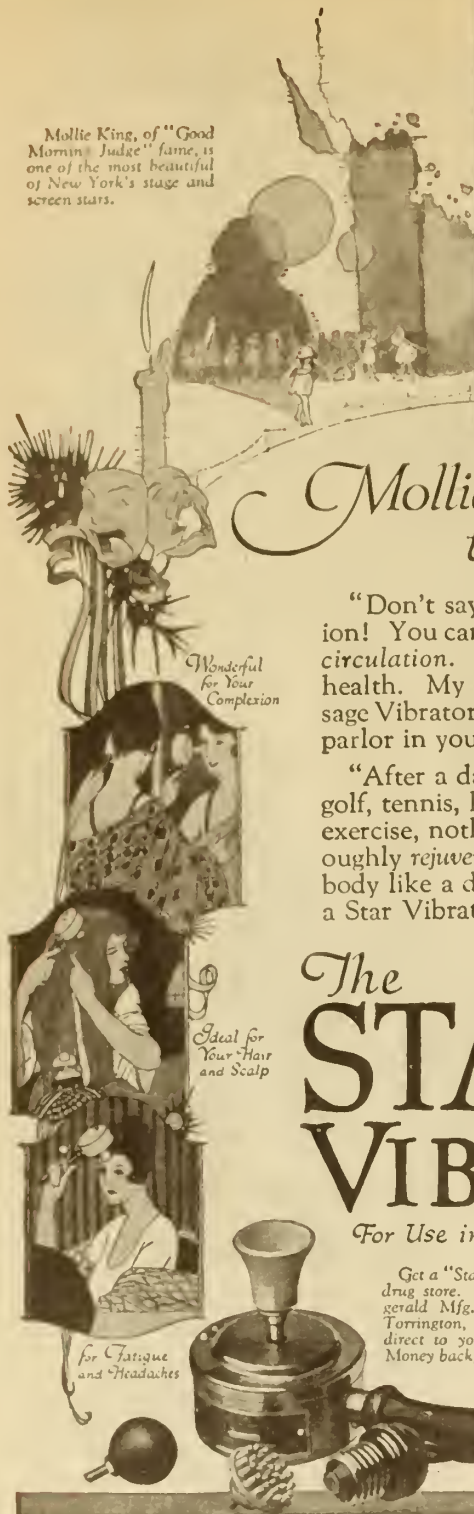 Mollie King, of "Good
Morning Judge" fame, is
one of the most beautiful
of New York's stage and
screen stars.
Mollie
"Don't say
ion! You can
circulation.
health. My
sage Vibrator
parlor in you
"After a da
golf, tennis,
exercise, noth
oughly rejuve
body like a d
a Star Vibrat
Wonderful
for Your
Complexion
Ideal for
Your Hair
and Scalp
for Fatigue
and Headaches
The
STA
VIB
For Use in
Get a "Sta
drug store.
gerald Mfg.
Torrington,
direct to yo
Money back